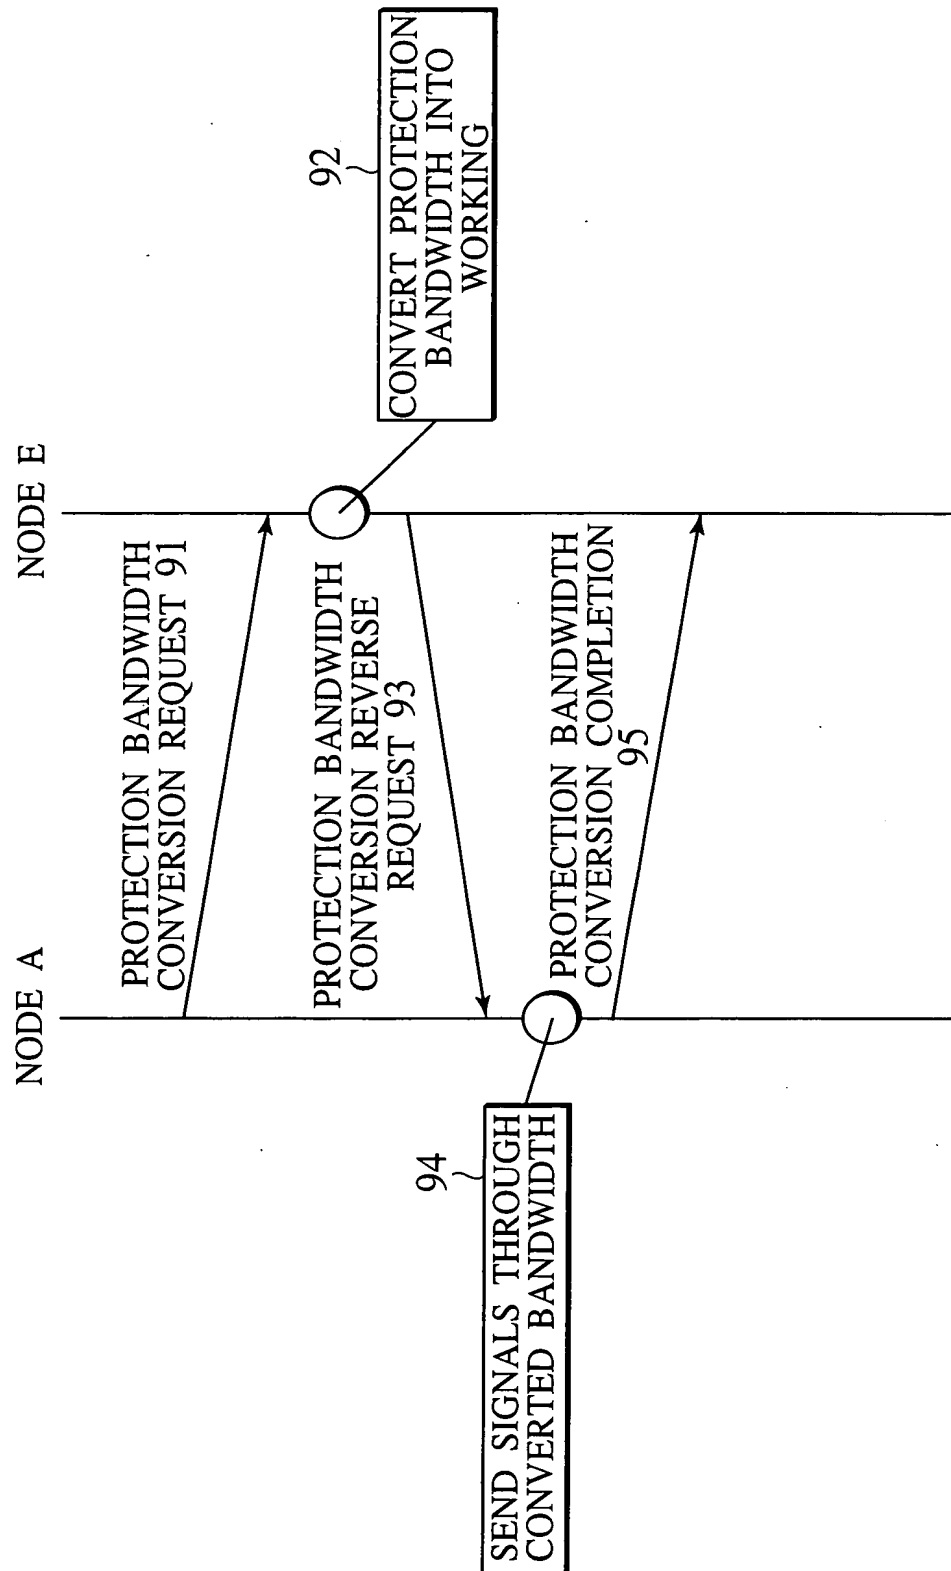 NODE A
NODE E
PROTECTION BANDWIDTH
CONVERSION REQUEST 91
92
CONVERT PROTECTION
BANDWIDTH INTO
WORKING
PROTECTION BANDWIDTH
CONVERSION REVERSE
REQUEST 93
94
SEND SIGNALS THROUGH
CONVERTED BANDWIDTH
PROTECTION BANDWIDTH
CONVERSION COMPLETION
95